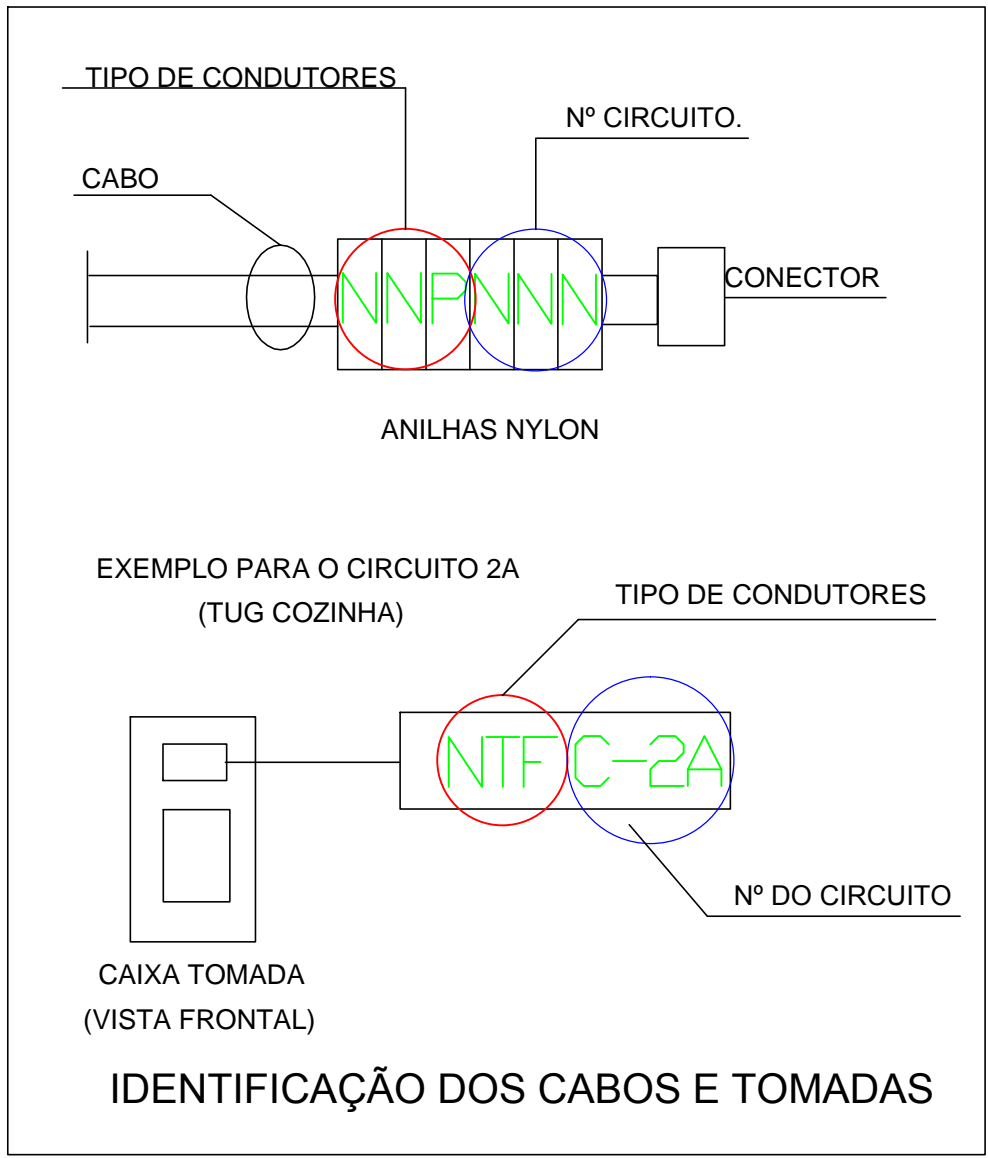 TIPO DE CONDUTORES
Nº CIRCUITO.
CABO
NNPNNN
CONECTOR
ANILHAS NYLON
EXEMPLO PARA O CIRCUITO 2A
(TUG COZINHA)
TIPO DE CONDUTORES
NTF C-2A
Nº DO CIRCUITO
CAIXA TOMADA
(VISTA FRONTAL)
IDENTIFICAÇÃO DOS CABOS E TOMADAS